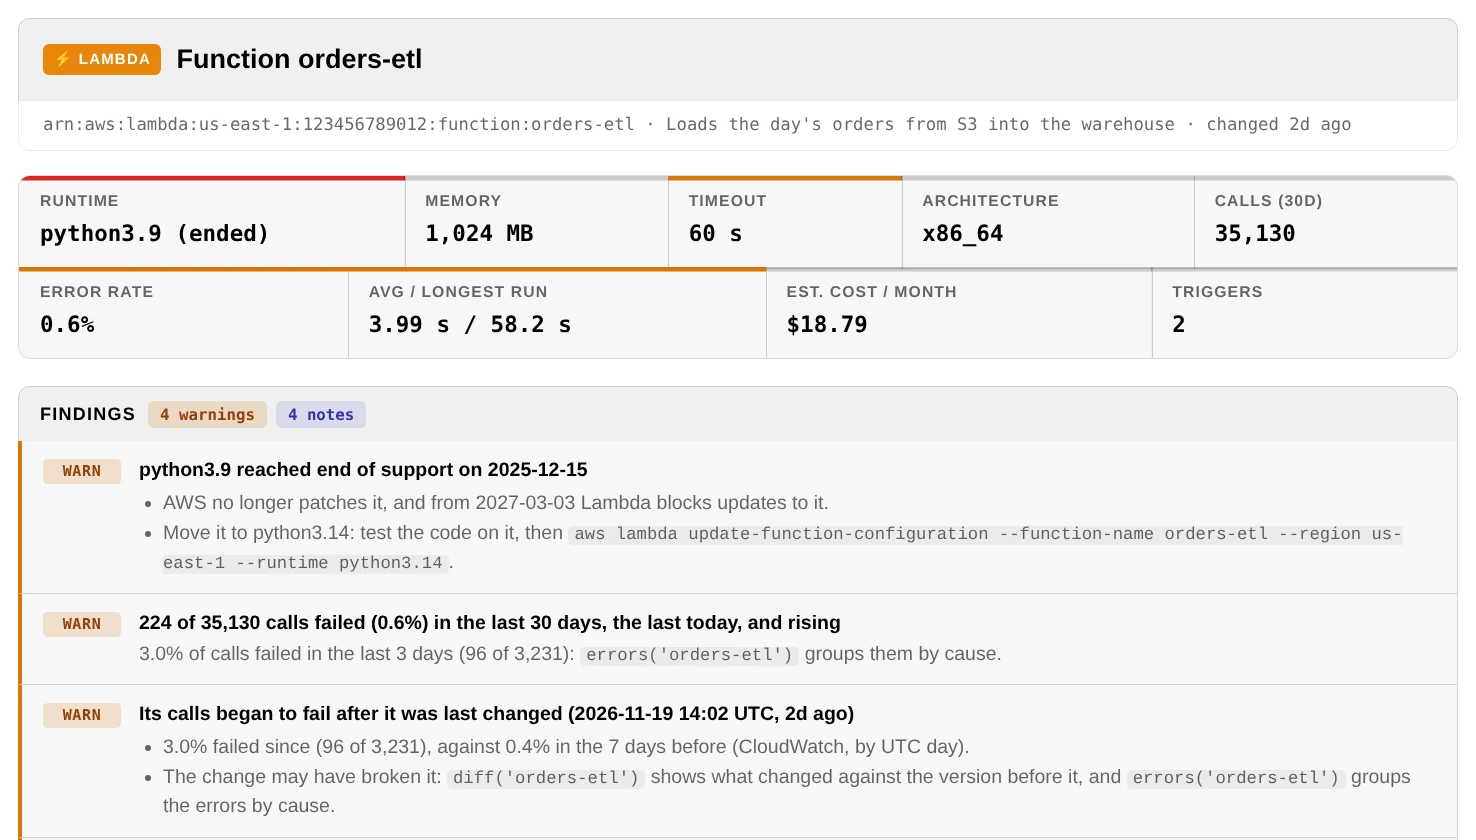 ⚡ LAMBDA Function orders-etl
arn:aws:lambda:us-east-1:123456789012:function:orders-etl · Loads the day's orders from S3 into the warehouse · changed 2d ago
RUNTIME MEMORY TIMEOUT ARCHITECTURE CALLS (30D)
python3.9 (ended) 1,024 MB 60 s x86_64 35,130
ERROR RATE AVG / LONGEST RUN EST. COST / MONTH TRIGGERS
0.6% 3.99 s / 58.2 s $18.79 2
FINDINGS 4 warnings 4 notes
WARN python3.9 reached end of support on 2025-12-15
• AWS no longer patches it, and from 2027-03-03 Lambda blocks updates to it.
• Move it to python3.14: test the code on it, then aws lambda update-function-configuration --function-name orders-etl --region us-
east-1 --runtime python3.14.
WARN 224 of 35,130 calls failed (0.6%) in the last 30 days, the last today, and rising
3.0% of calls failed in the last 3 days (96 of 3,231): errors('orders-etl') groups them by cause.
WARN Its calls began to fail after it was last changed (2026-11-19 14:02 UTC, 2d ago)
• 3.0% failed since (96 of 3,231), against 0.4% in the 7 days before (CloudWatch, by UTC day).
• The change may have broken it: diff('orders-etl') shows what changed against the version before it, and errors('orders-etl') groups
the errors by cause.